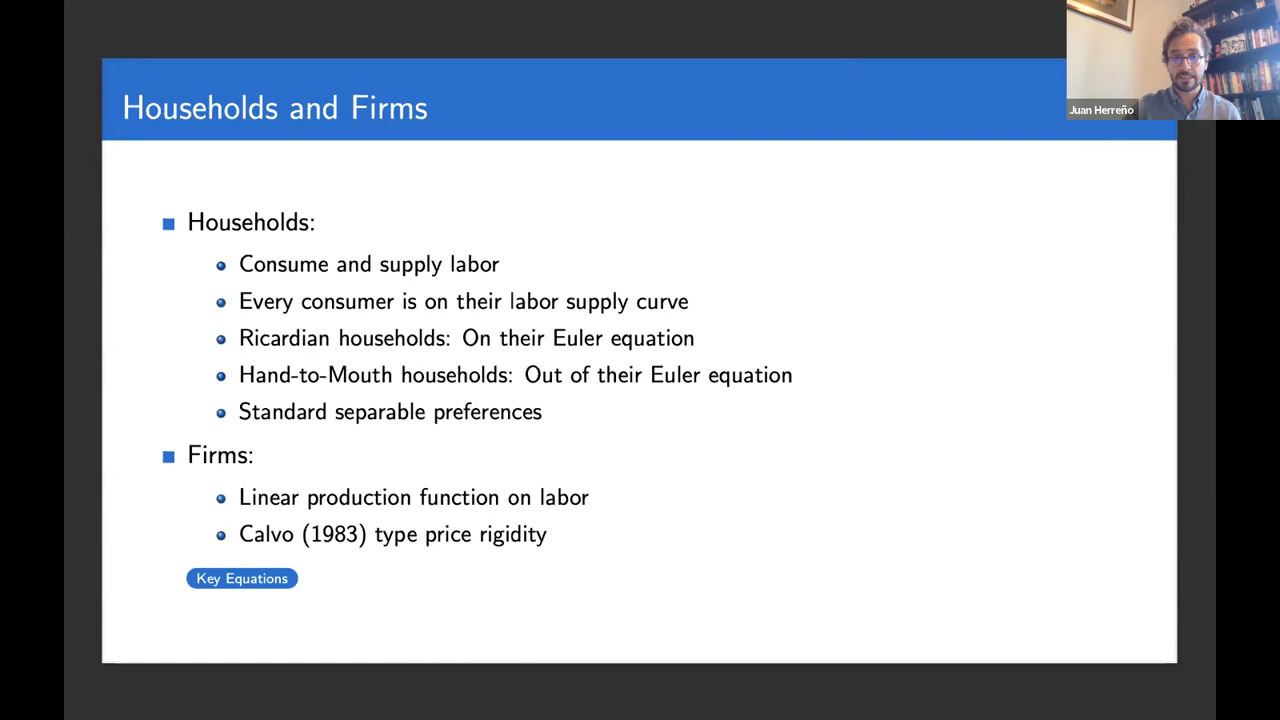 Households and Firms
Juan Herreño
Households:
Consume and supply labor
Every consumer is on their labor supply curve
Ricardian households: On their Euler equation
Hand-to-Mouth households: Out of their Euler equation
Standard separable preferences
Firms:
Linear production function on labor
Calvo (1983) type price rigidity
Key Equations